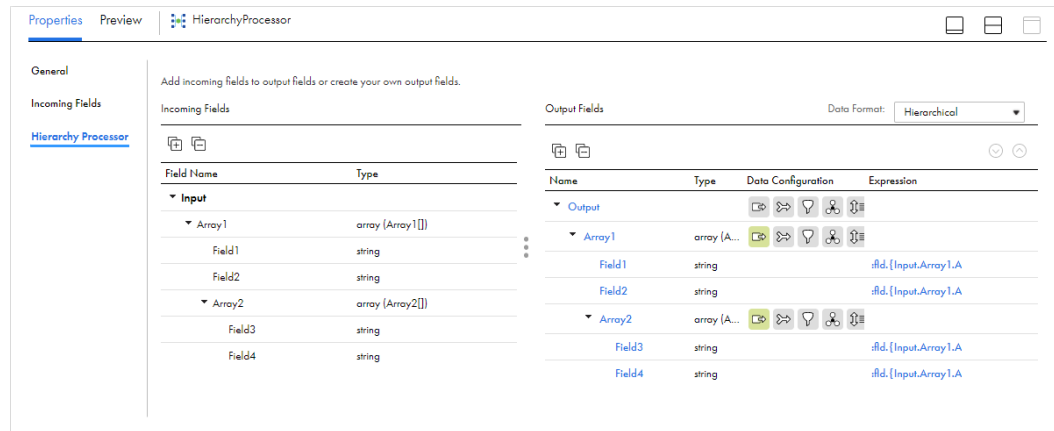 Properties Preview HierarchyProcessor
General
Incoming Fields
Hierarchy Processor
Add incoming fields to output fields or create your own output fields.
Incoming Fields
Field Name Type
Input
Array1 array (Array1[])
Field1 string
Field2 string
Array2 array (Array2[])
Field3 string
Field4 string
Output Fields Data Format: Hierarchical
Name Type Data Configuration Expression
Output
Array1 array (A...
Field1 string :fld.{Input.Array1.A
Field2 string :fld.{Input.Array1.A
Array2 array (A...
Field3 string :fld.{Input.Array1.A
Field4 string :fld.{Input.Array1.A